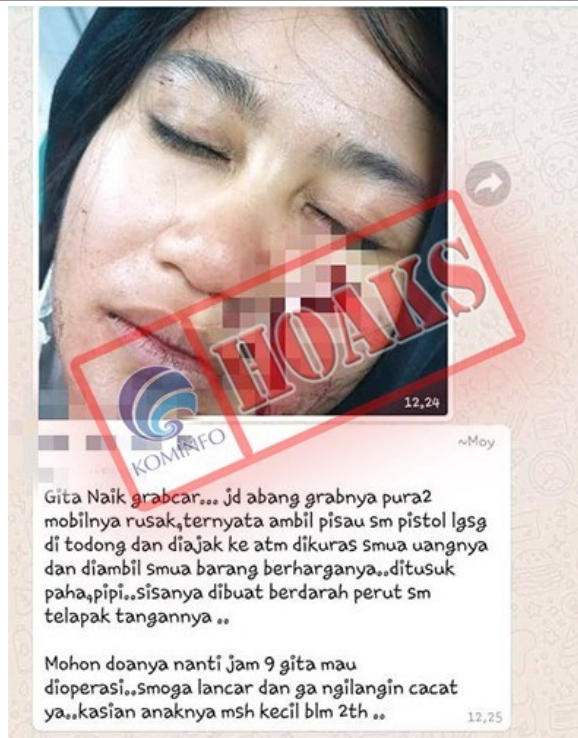 HOAKS
KOMINFO
12,24
~Moy
Gita Naik grabcar... jd abang grabnya pura2
mobilnya rusak,ternyata ambil pisau sm pistol lgsg
di todong dan diajak ke atm dikuras smua uangnya
dan diambil smua barang berharganya..ditusuk
paha,pipi..sisanya dibuat berdarah perut sm
telapak tangannya ..
Mohon doanya nanti jam 9 gita mau
dioperasi..smoga lancar dan ga ngilangin cacat
ya..kasian anaknya msh kecil blm 2th ..
12,25